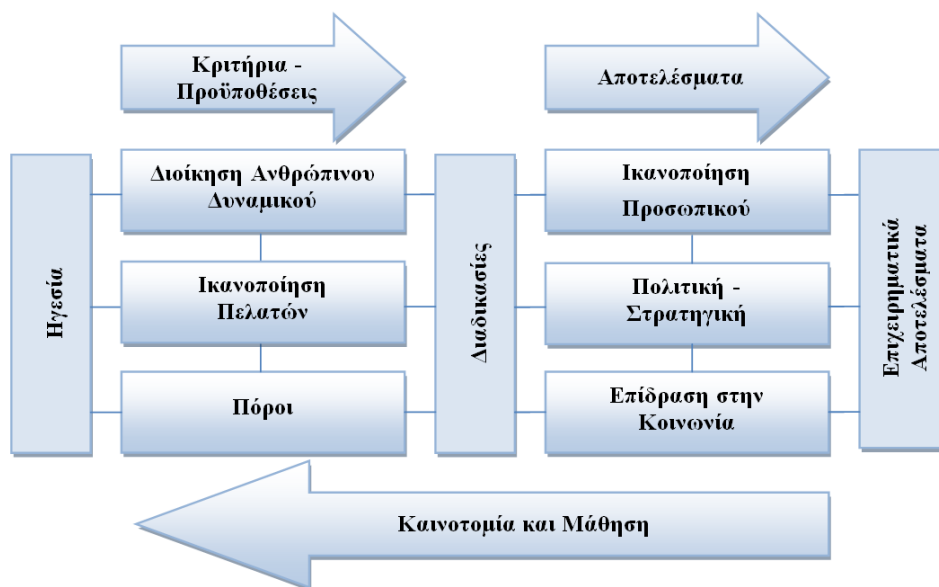 Κριτήρια -
Προϋποθέσεις
Αποτελέσματα
Ηγεσία
Διοίκηση Ανθρώπινου
Δυναμικού
Ικανοποίηση
Πελατών
Πόροι
Διαδικασίες
Ικανοποίηση
Προσωπικού
Πολιτική -
Στρατηγική
Επίδραση στην
Κοινωνία
Επιχειρηματικά
Αποτελέσματα
Καινοτομία και Μάθηση